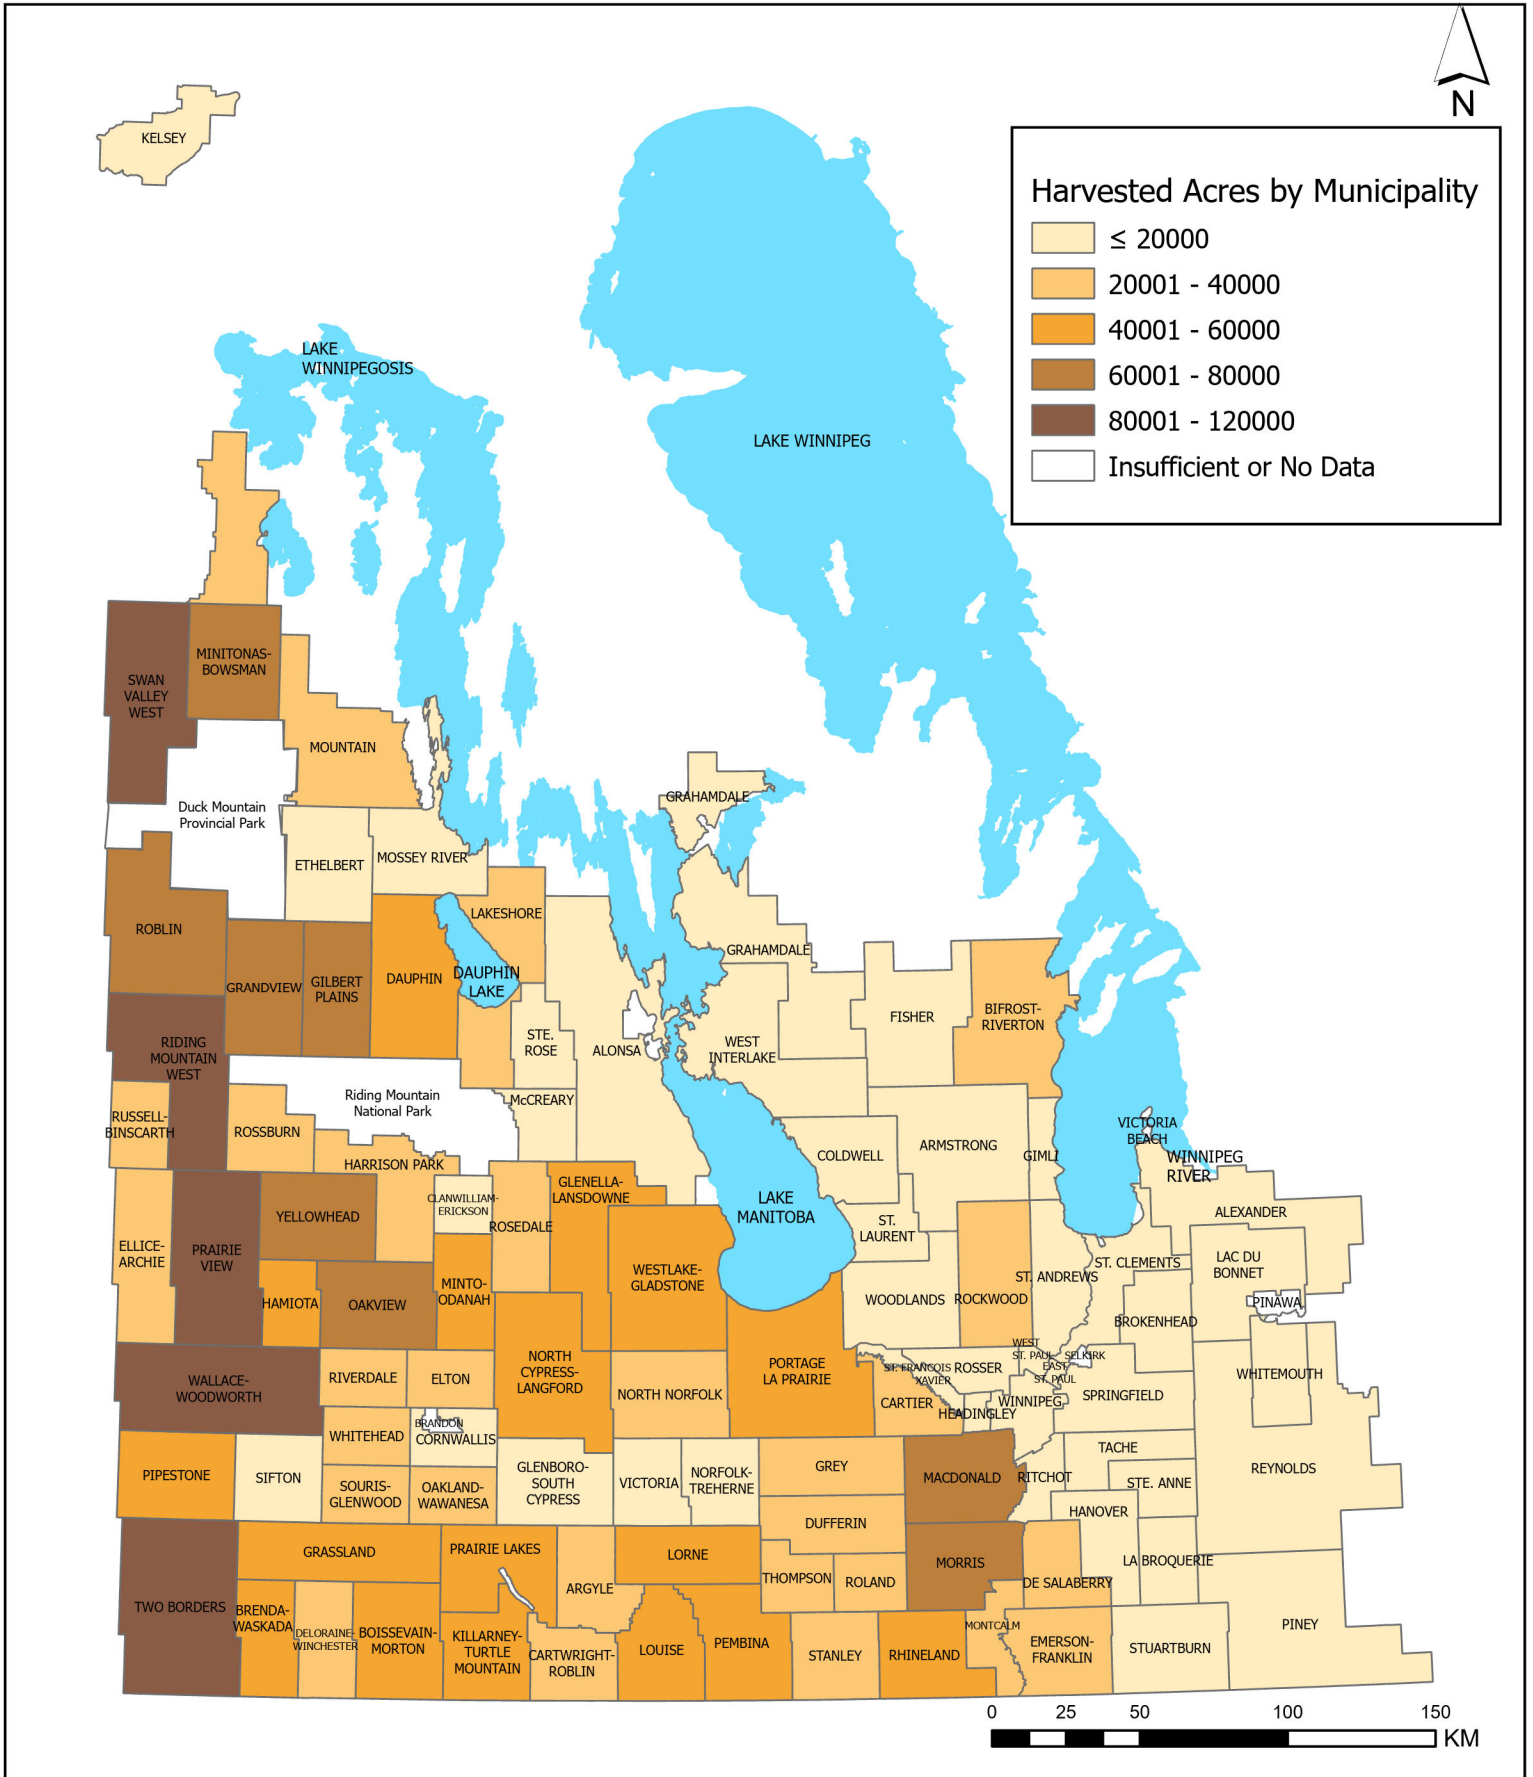 N
Harvested Acres by Municipality
≤ 20000
20001 - 40000
40001 - 60000
60001 - 80000
80001 - 120000
Insufficient or No Data
KELSEY
LAKE
WINNIPEGOSIS
LAKE WINNIPEG
MINITONAS-
BOWSMAN
SWAN
VALLEY
WEST
MOUNTAIN
Duck Mountain
Provincial Park
GRAHAMDALE
ETHELBERT
MOSSEY RIVER
ROBLIN
LAKESHORE
GRANDVIEW
GILBERT
PLAINS
DAUPHIN
DAUPHIN
LAKE
GRAHAMDALE
FISHER
BIFROST-
RIVERTON
RIDING
MOUNTAIN
WEST
STE.
ROSE
ALONSA
WEST
INTERLAKE
Riding Mountain
National Park
McCREARY
RUSSELL-
BINSCARTH
ROSSBURN
HARRISON PARK
COLDWELL
ARMSTRONG
GIMLI
VICTORIA
BEACH
WINNIPEG
RIVER
CLANWILLIAM-
ERICKSON
GLENELLA-
LANSDOWNE
ROSEDALE
LAKE
MANITOBA
ST.
LAURENT
ALEXANDER
YELLOWHEAD
ELLICE-
ARCHIE
PRAIRIE
VIEW
WESTLAKE-
GLADSTONE
ST. ANDREWS
ST. CLEMENTS
LAC DU
BONNET
HAMIOTA
OAKVIEW
MINTO-
ODANAH
WOODLANDS
ROCKWOOD
PINAWA
BROKENHEAD
WALLACE-
WOODWORTH
RIVERDALE
ELTON
NORTH
CYPRESS-
LANGFORD
NORTH NORFOLK
PORTAGE
LA PRAIRIE
ST. FRANCOIS
XAVIER
ROSSER
WEST
ST. PAUL
SELKIRK
EAST
ST. PAUL
WHITEMOUTH
CARTIER
HEADINGLEY
WINNIPEG
SPRINGFIELD
WHITEHEAD
BRANDON
CORNWALLIS
PIPESTONE
SIFTON
SOURIS-
GLENWOOD
OAKLAND-
WAWANESA
GLENBORO-
SOUTH
CYPRESS
VICTORIA
NORFOLK-
TREHERNE
GREY
MACDONALD
RITCHOT
TACHE
STE. ANNE
REYNOLDS
HANOVER
DUFFERIN
GRASSLAND
PRAIRIE LAKES
ARGYLE
LORNE
THOMPSON
ROLAND
MORRIS
DE SALABERRY
LA BROQUERIE
TWO BORDERS
BRENDA-
WASKADA
DELORAINE-
WINCHESTER
BOISSEVAIN-
MORTON
KILLARNEY-
TURTLE
MOUNTAIN
CARTWRIGHT-
ROBLIN
LOUISE
PEMBINA
STANLEY
RHINELAND
MONTCALM
EMERSON-
FRANKLIN
STUARTBURN
PINEY
0 25 50 100 150
KM